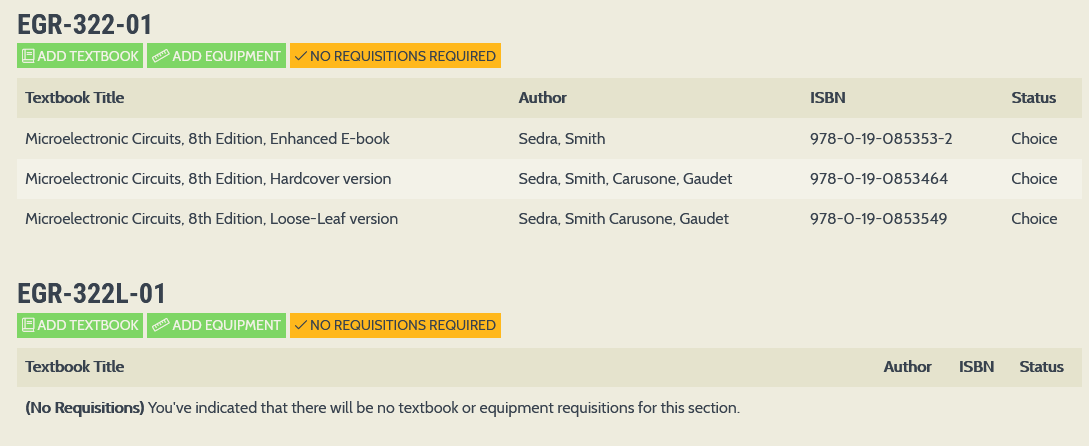 EGR-322-01
ADD TEXTBOOK ADD EQUIPMENT NO REQUISITIONS REQUIRED
Textbook Title Author ISBN Status
Microelectronic Circuits, 8th Edition, Enhanced E-book Sedra, Smith 978-0-19-085353-2 Choice
Microelectronic Circuits, 8th Edition, Hardcover version Sedra, Smith, Carusone, Gaudet 978-0-19-0853464 Choice
Microelectronic Circuits, 8th Edition, Loose-Leaf version Sedra, Smith Carusone, Gaudet 978-0-19-0853549 Choice
EGR-322L-01
ADD TEXTBOOK ADD EQUIPMENT NO REQUISITIONS REQUIRED
Textbook Title Author ISBN Status
(No Requisitions) You've indicated that there will be no textbook or equipment requisitions for this section.